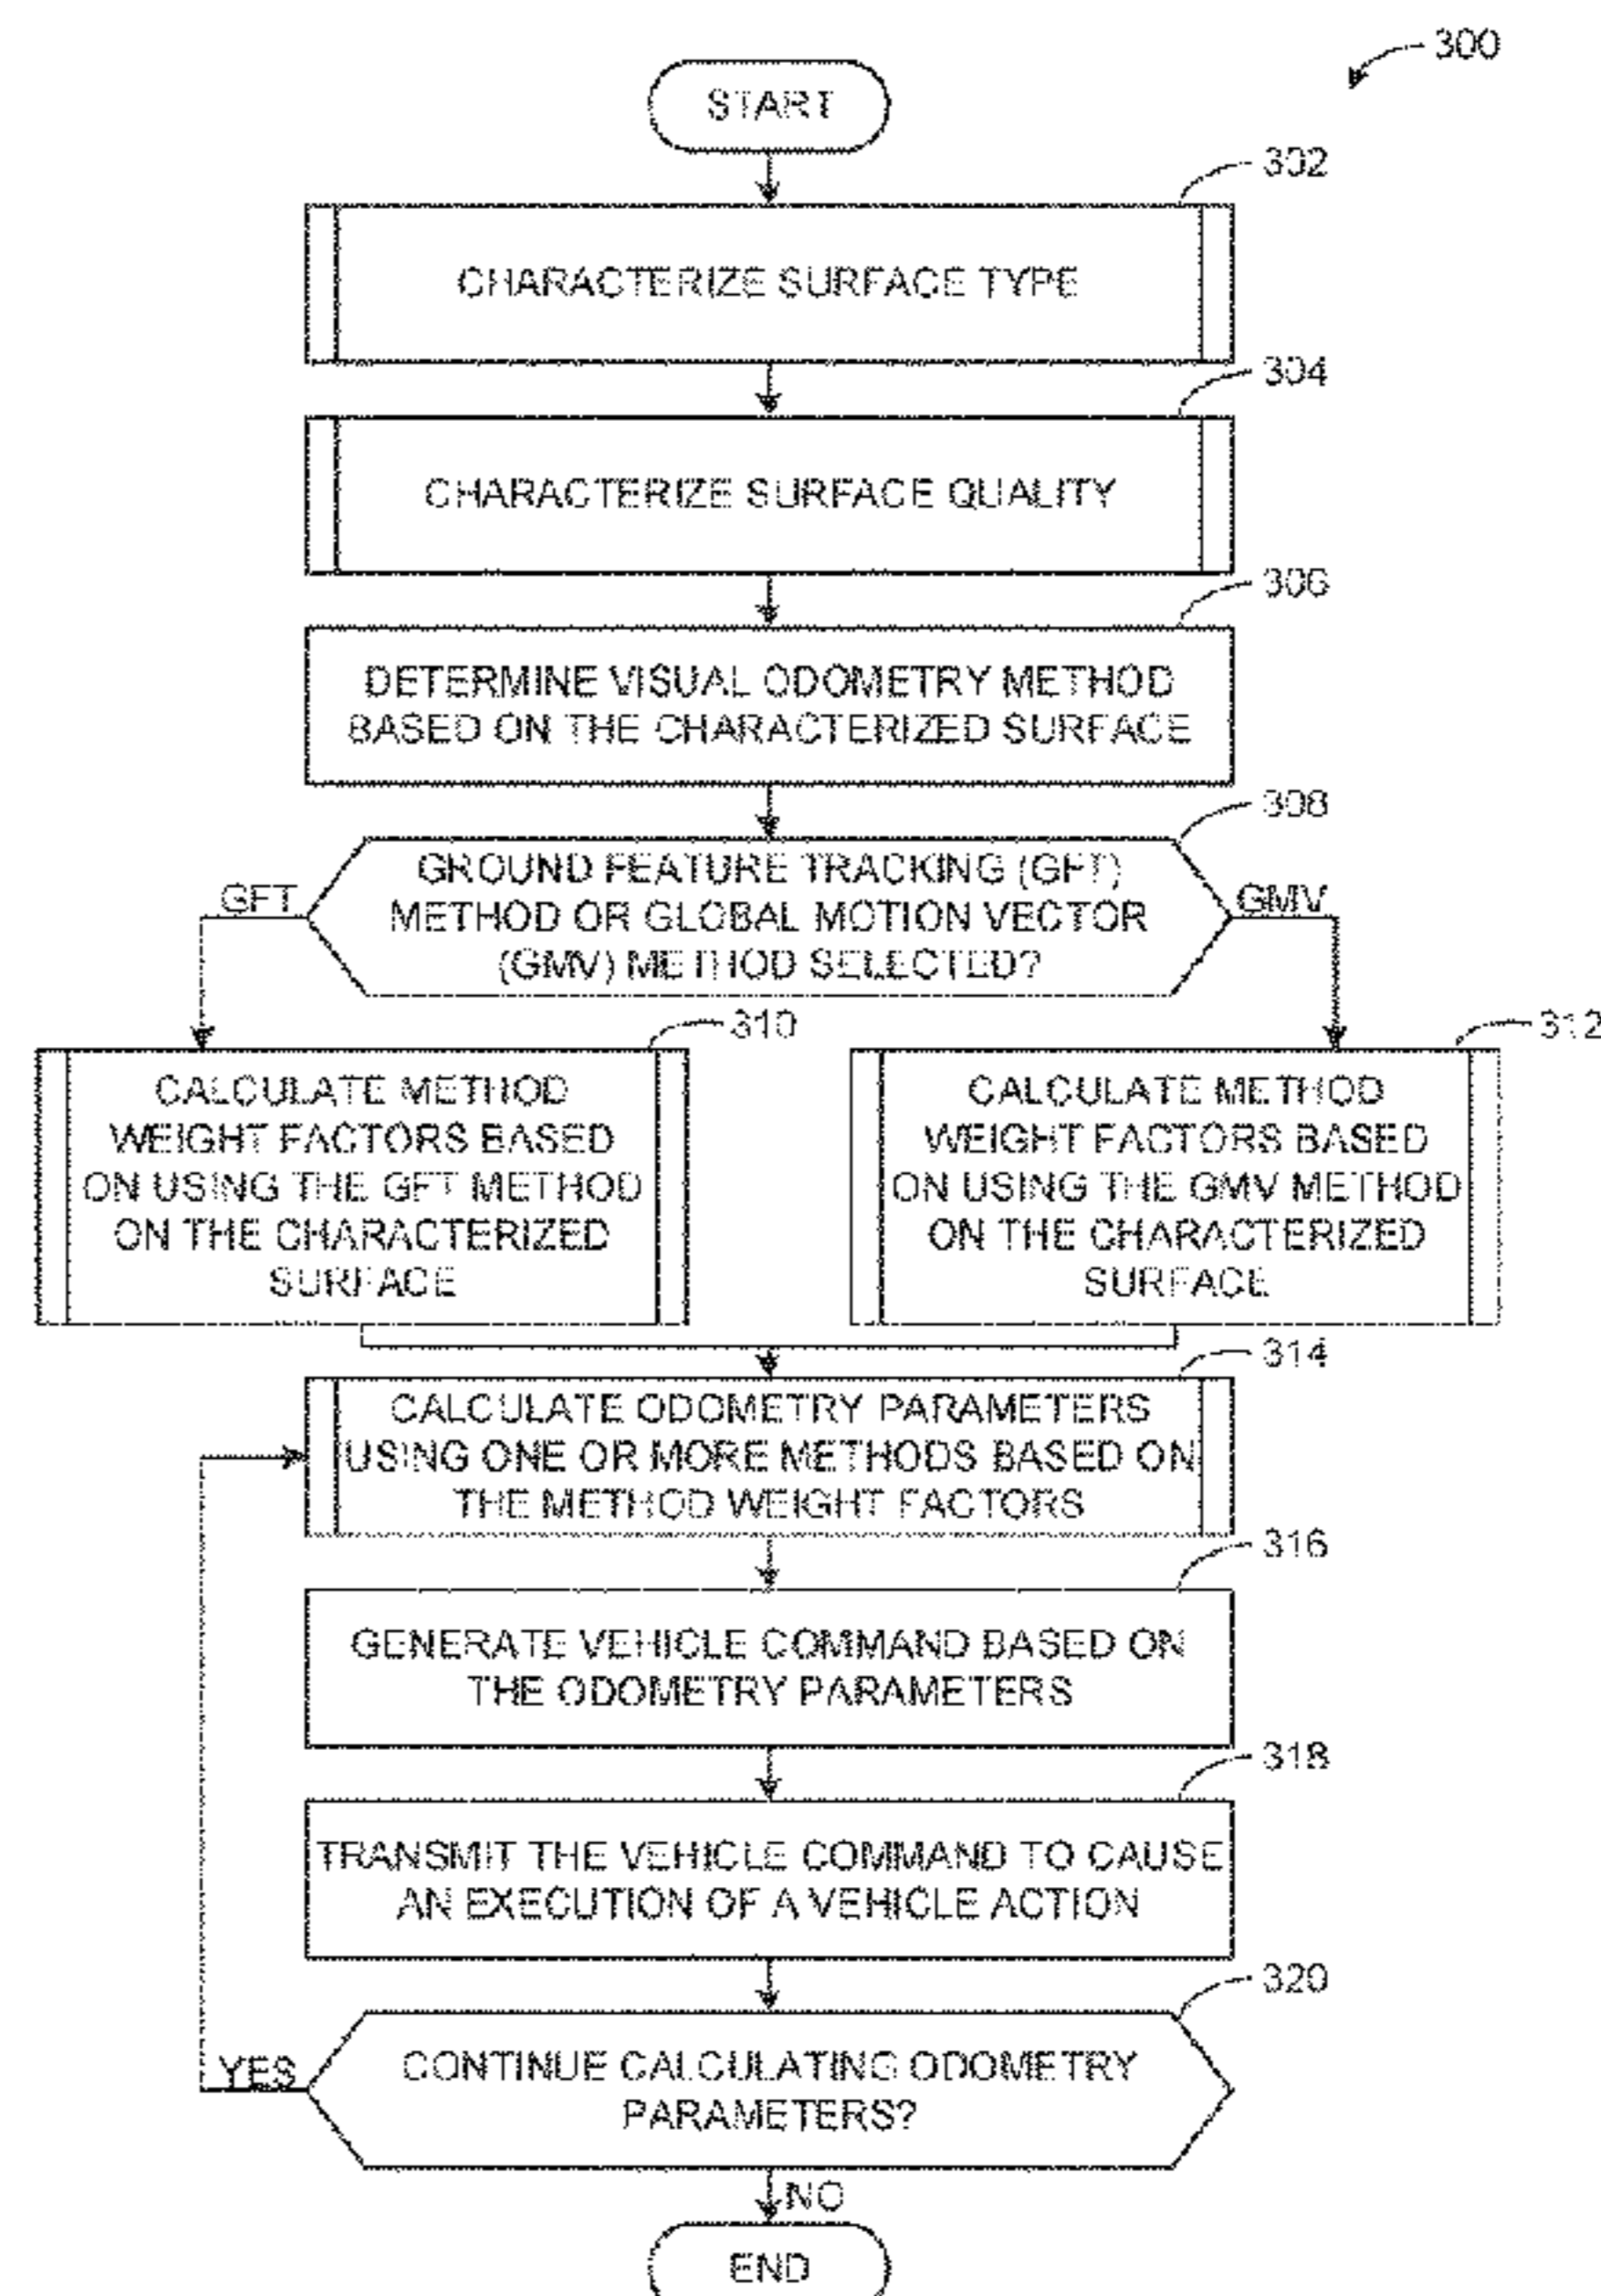 300
START
302
CHARACTERIZE SURFACE TYPE
304
CHARACTERIZE SURFACE QUALITY
306
DETERMINE VISUAL ODOMETRY METHOD
BASED ON THE CHARACTERIZED SURFACE
308
GROUND FEATURE TRACKING (GFT)
METHOD OR GLOBAL MOTION VECTOR
(GMV) METHOD SELECTED?
GFT
GMV
310
CALCULATE METHOD
WEIGHT FACTORS BASED
ON USING THE GFT METHOD
ON THE CHARACTERIZED
SURFACE
312
CALCULATE METHOD
WEIGHT FACTORS BASED
ON USING THE GMV METHOD
ON THE CHARACTERIZED
SURFACE
314
CALCULATE ODOMETRY PARAMETERS
USING ONE OR MORE METHODS BASED ON
THE METHOD WEIGHT FACTORS
316
GENERATE VEHICLE COMMAND BASED ON
THE ODOMETRY PARAMETERS
318
TRANSMIT THE VEHICLE COMMAND TO CAUSE
AN EXECUTION OF A VEHICLE ACTION
320
CONTINUE CALCULATING ODOMETRY
PARAMETERS?
YES
NO
END